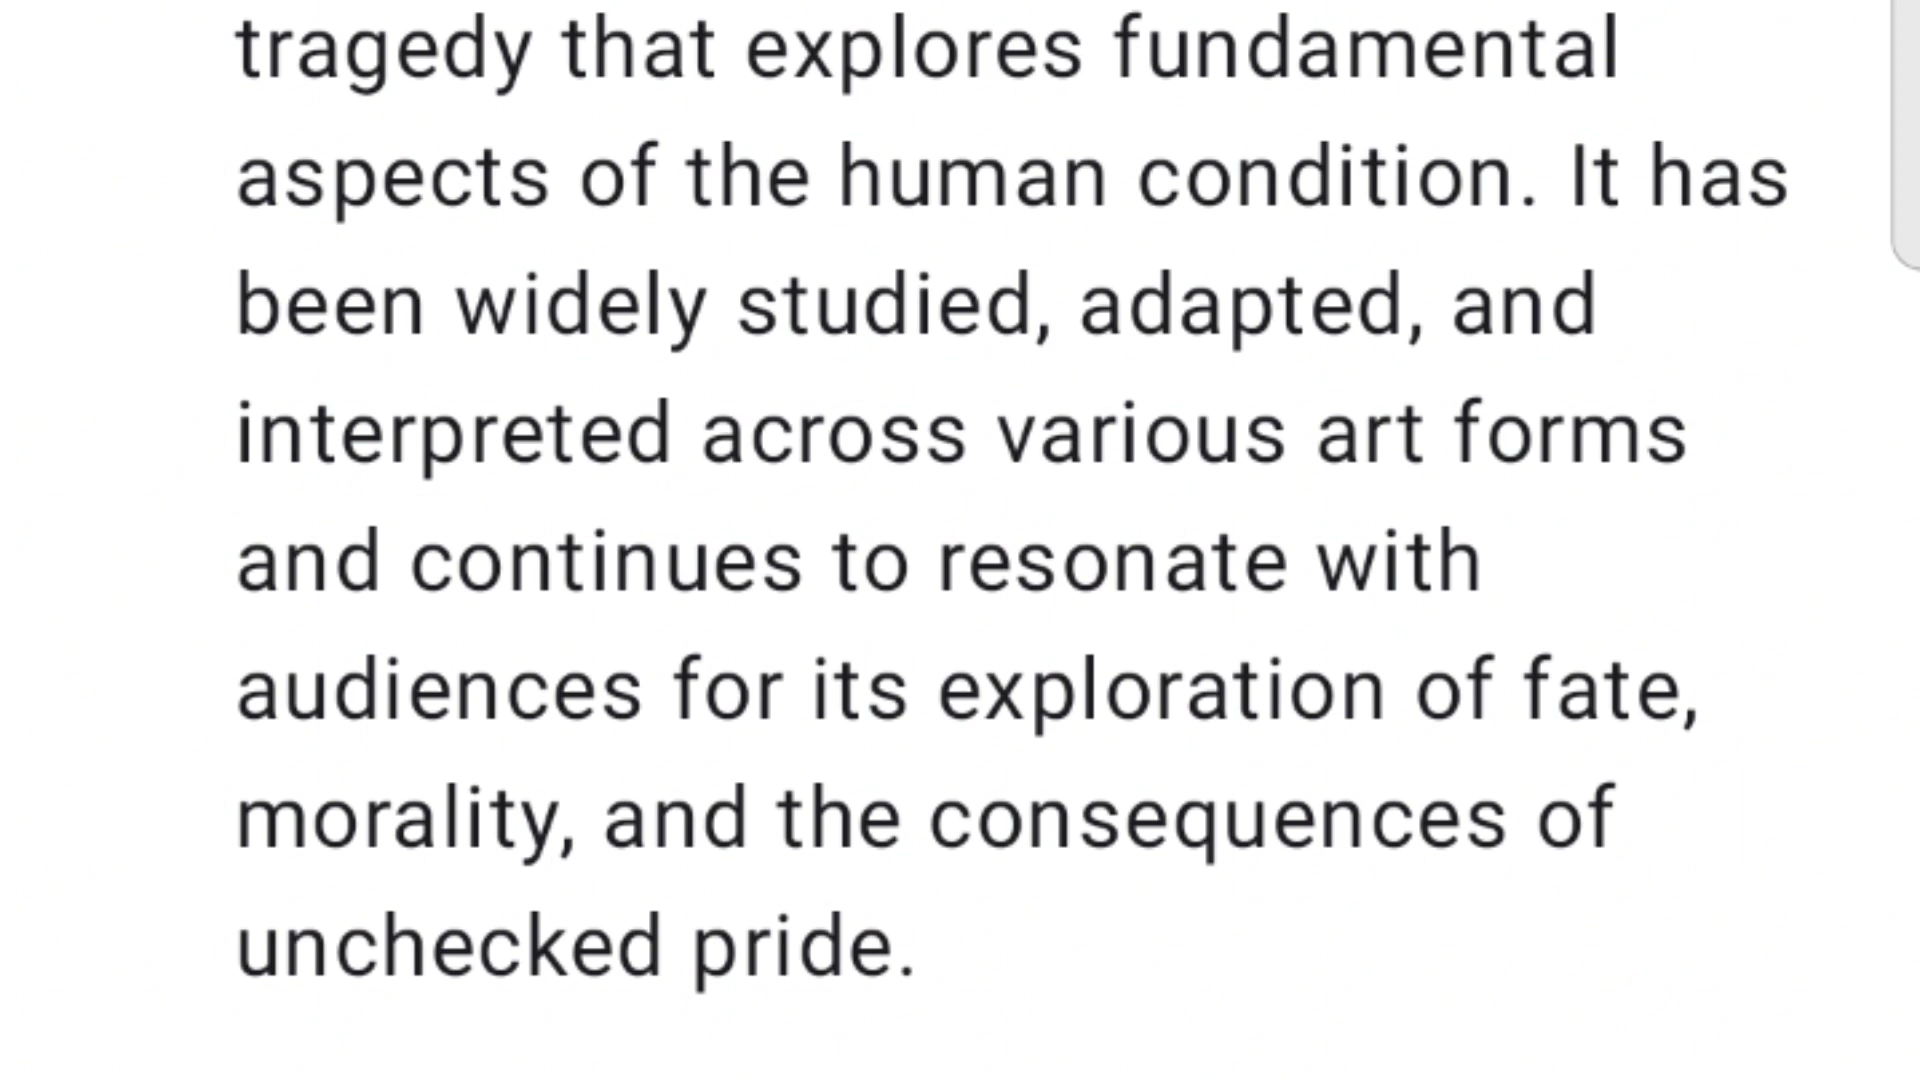 tragedy that explores fundamental
aspects of the human condition. It has
been widely studied, adapted, and
interpreted across various art forms
and continues to resonate with
audiences for its exploration of fate,
morality, and the consequences of
unchecked pride.